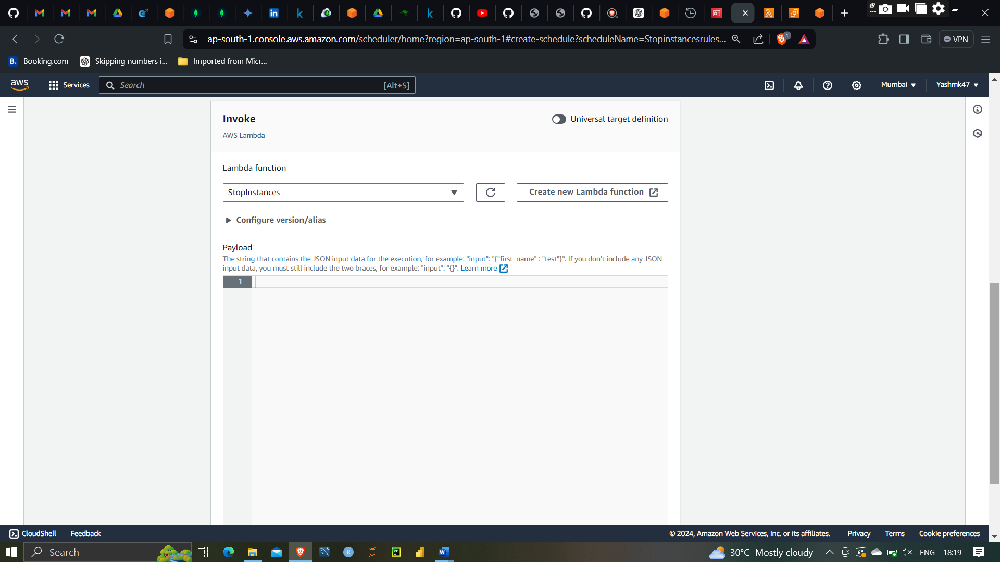 ap-south-1.console.aws.amazon.com/scheduler/home?region=ap-south-1#create-schedule?scheduleName=Stopinstancesrules...
1
VPN
B. Booking.com
Skipping numbers i...
Imported from Micr...
aws
Services
Search
[Alt+S]
Mumbai
Yashmk47
Invoke
Universal target definition
AWS Lambda
Lambda function
StopInstances
Create new Lambda function
Configure version/alias
Payload
The string that contains the JSON input data for the execution, for example: "input": "{"first_name" : "test"}". If you don't include any JSON
input data, you must still include the two braces, for example: "input": "{}". Learn more
1
CloudShell
Feedback
© 2024, Amazon Web Services, Inc. or its affiliates.
Privacy
Terms
Cookie preferences
Search
30°C Mostly cloudy
ENG
18:19